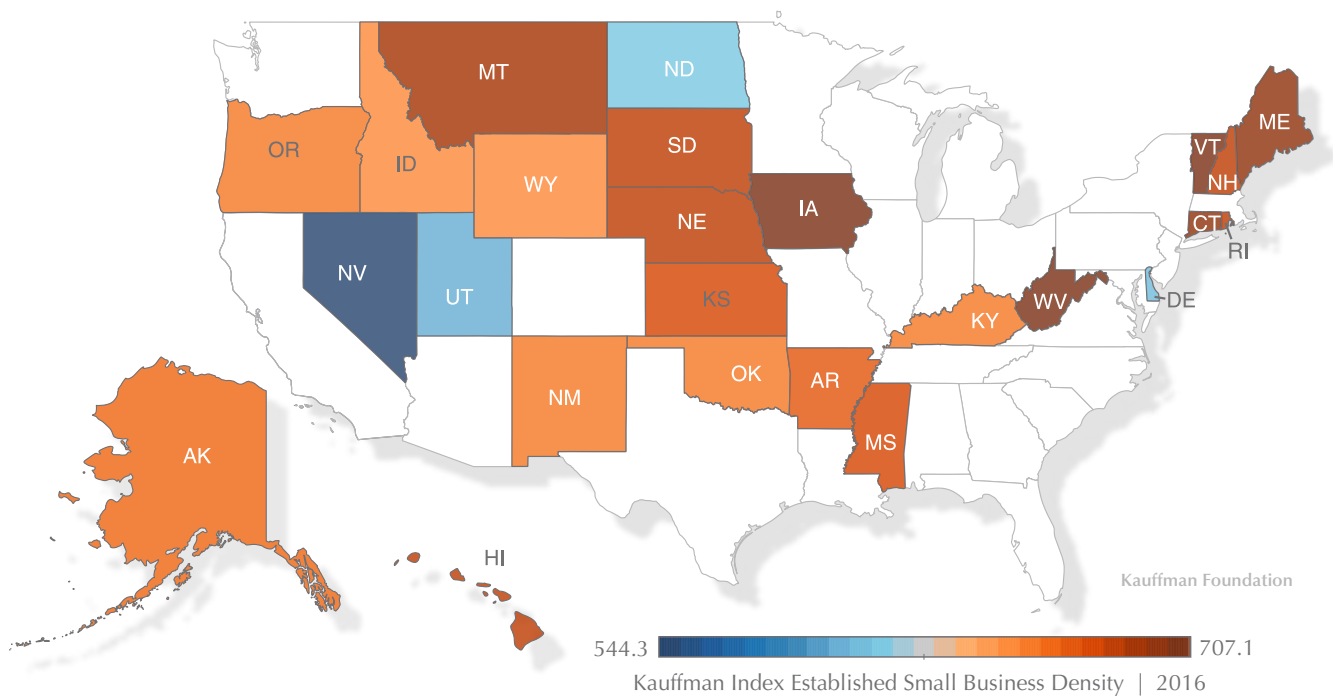 MT
ND
ME
VT
OR
SD
ID
NH
WY
IA
CT
NE
RI
NV
UT
KS
WV
DE
KY
OK
AR
NM
MS
AK
HI
Kauffman Foundation
544.3
707.1
Kauffman Index Established Small Business Density | 2016